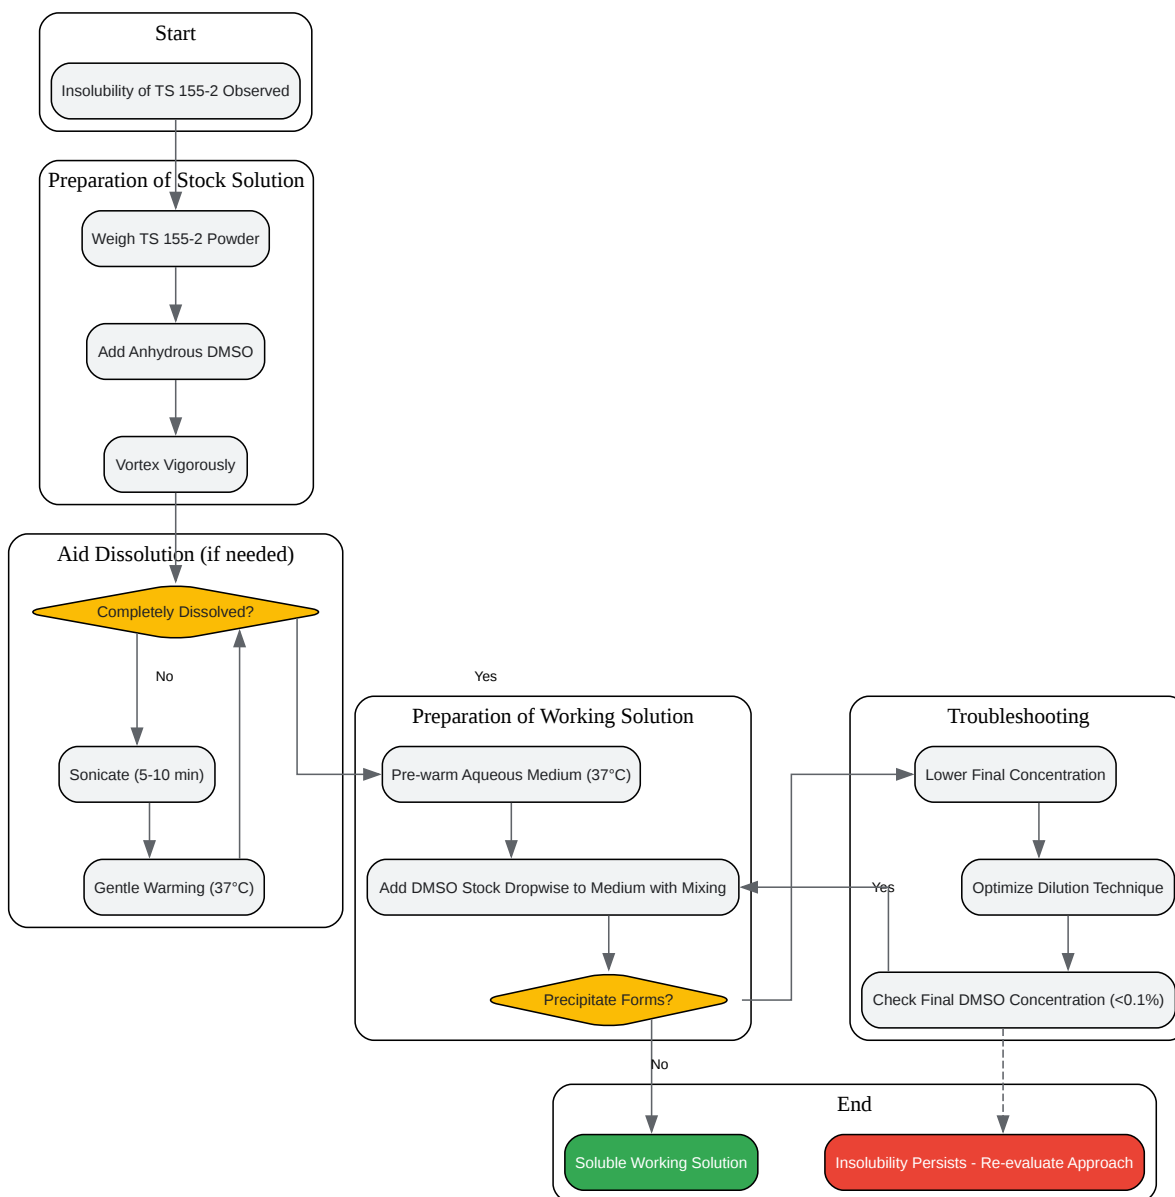 Start
Insolubility of TS 155-2 Observed
Preparation of Stock Solution
Weigh TS 155-2 Powder
Add Anhydrous DMSO
Vortex Vigorously
Aid Dissolution (if needed)
Completely Dissolved?
No
Yes
Sonicate (5-10 min)
Gentle Warming (37°C)
Preparation of Working Solution
Pre-warm Aqueous Medium (37°C)
Add DMSO Stock Dropwise to Medium with Mixing
Precipitate Forms?
Yes
No
Troubleshooting
Lower Final Concentration
Optimize Dilution Technique
Check Final DMSO Concentration (<0.1%)
End
Soluble Working Solution
Insolubility Persists - Re-evaluate Approach